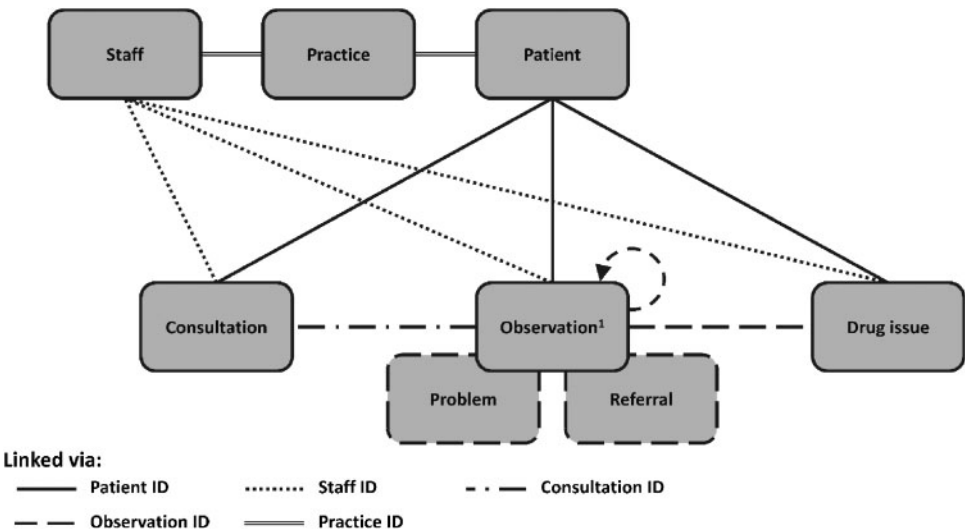 Staff Practice Patient
Consultation Observation¹ Drug issue
Problem Referral
Linked via:
Patient ID Staff ID Consultation ID
Observation ID Practice ID